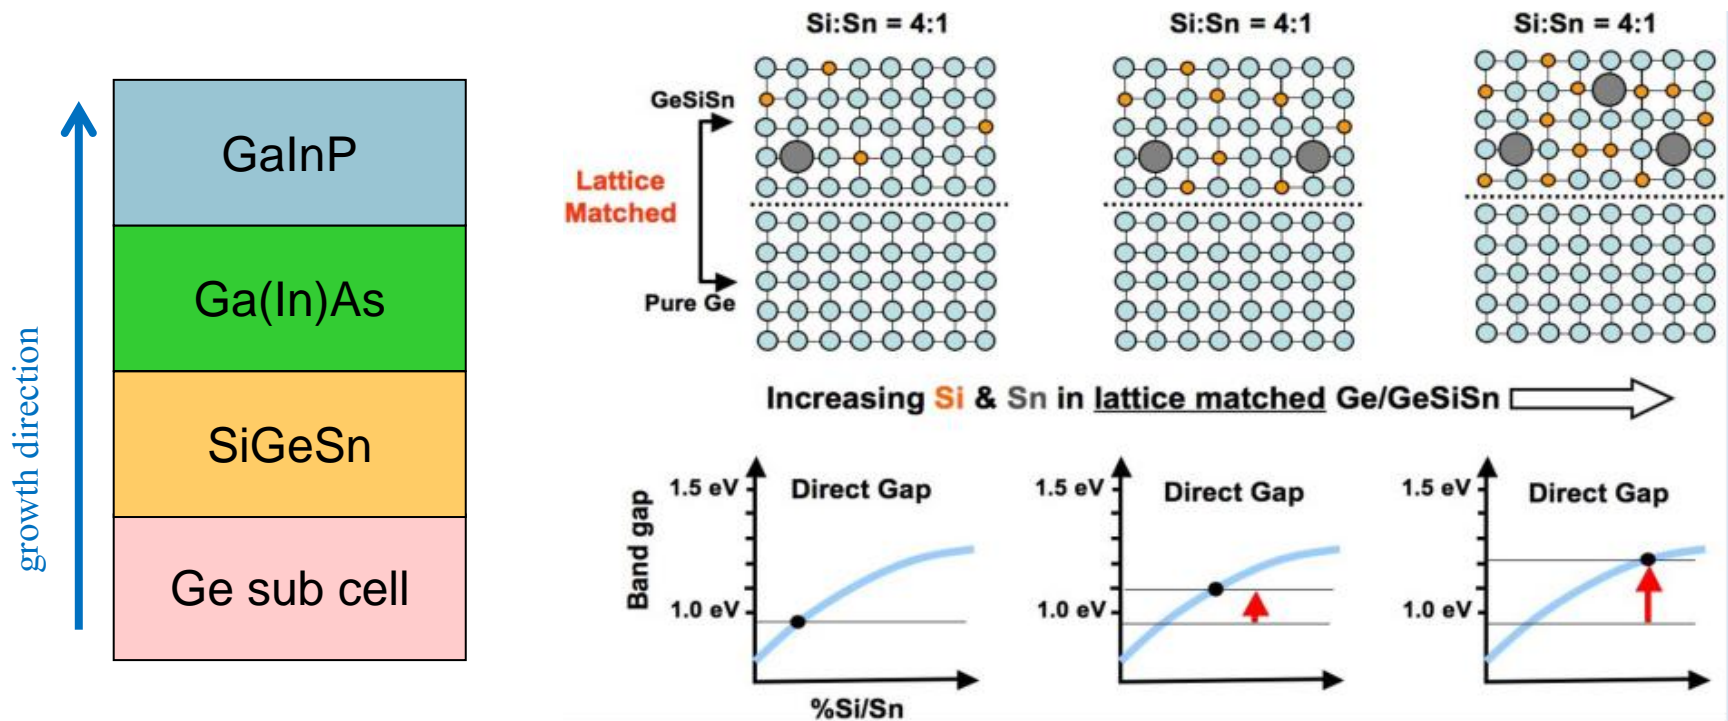 growth direction
GaInP
Ga(In)As
SiGeSn
Ge sub cell
Si:Sn = 4:1
Si:Sn = 4:1
Si:Sn = 4:1
GeSiSn
Lattice
Matched
Pure Ge
Increasing Si & Sn in lattice matched Ge/GeSiSn
Band gap
1.5 eV
1.0 eV
Direct Gap
%Si/Sn
1.5 eV
1.0 eV
Direct Gap
1.5 eV
1.0 eV
Direct Gap